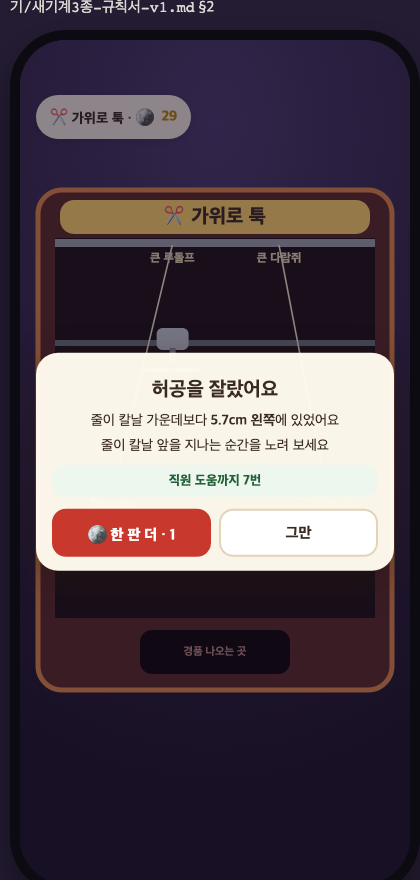 기/새기계3종-규칙서-v1.md §2
가위로 툭 · 29
가위로 툭
큰 루돌프
큰 다람쥐
허공을 잘랐어요
줄이 칼날 가운데보다 5.7cm 왼쪽에 있었어요
줄이 칼날 앞을 지나는 순간을 노려 보세요
직원 도움까지 7번
한 판 더 · 1
그만
경품 나오는 곳